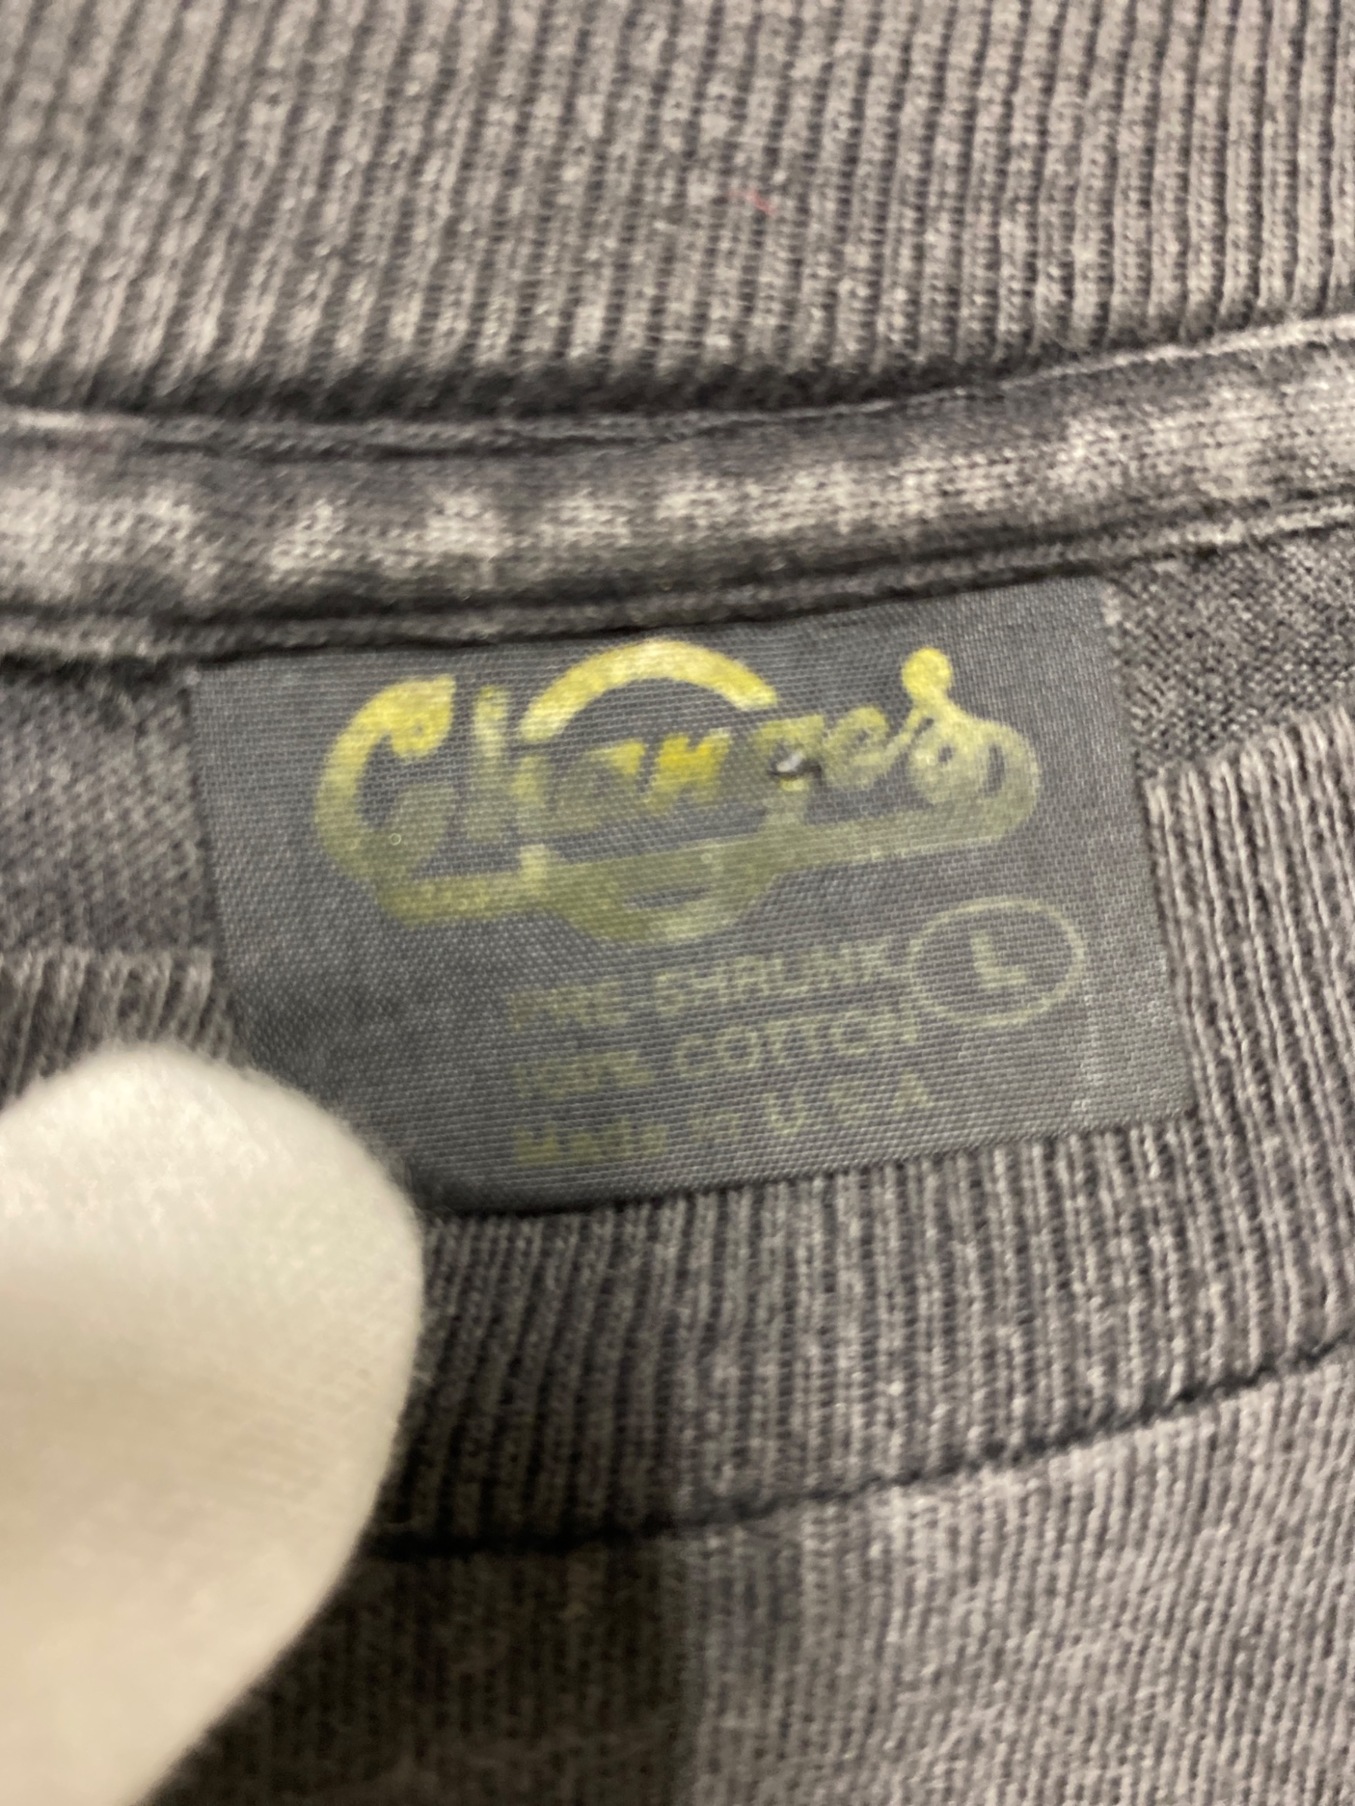 Changes
PRE-SHRUNK L
100% COTTON
Made in U.S.A